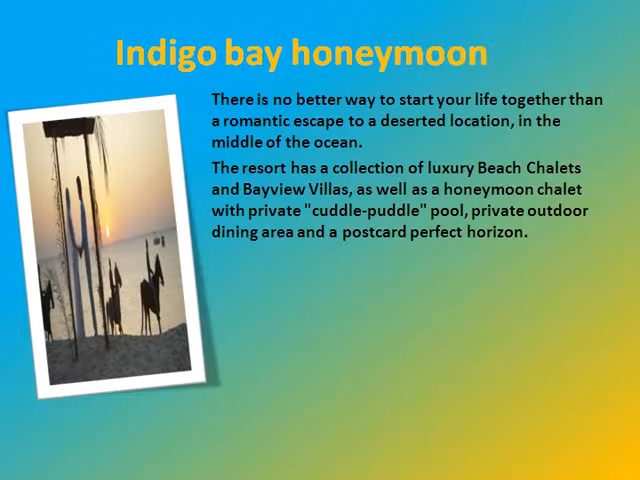 Indigo bay honeymoon
There is no better way to start your life together than
a romantic escape to a deserted location, in the
middle of the ocean.
The resort has a collection of luxury Beach Chalets
and Bayview Villas, as well as a honeymoon chalet
with private "cuddle-puddle" pool, private outdoor
dining area and a postcard perfect horizon.